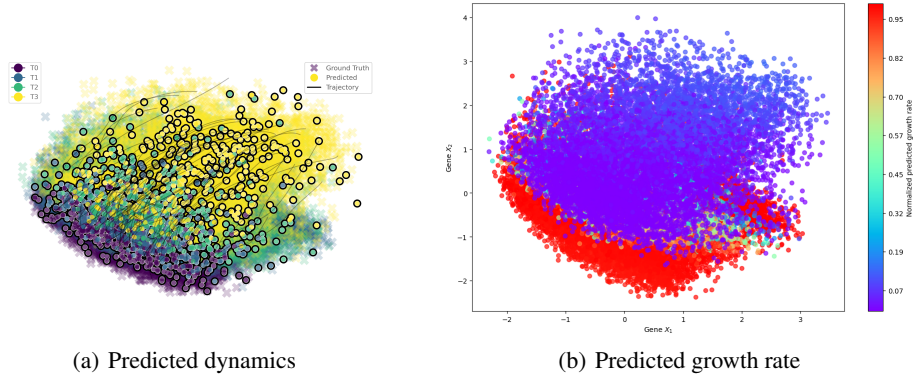 T0
T1
T2
T3
Ground Truth
Predicted
Trajectory
(a) Predicted dynamics
4
3
2
1
0
−1
−2
Gene X2
−2
−1
0
1
2
3
Gene X1
0.95
0.82
0.70
0.57
0.45
0.32
0.19
0.07
Normalized predicted growth rate
(b) Predicted growth rate